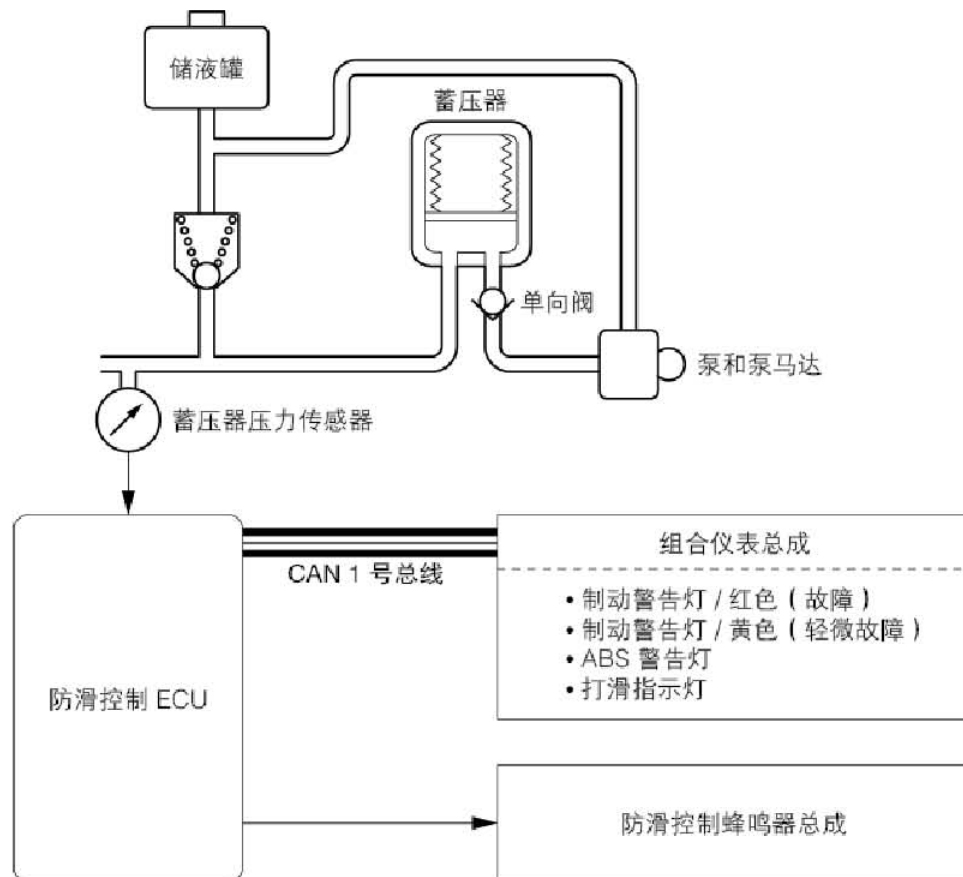 储液罐
蓄压器
单向阀
泵和泵马达
蓄压器压力传感器
CAN 1 号总线
组合仪表总成
• 制动警告灯 / 红色 ( 故障 )
• 制动警告灯 / 黄色 ( 轻微故障 )
• ABS 警告灯
• 打滑指示灯
防滑控制 ECU
防滑控制蜂鸣器总成